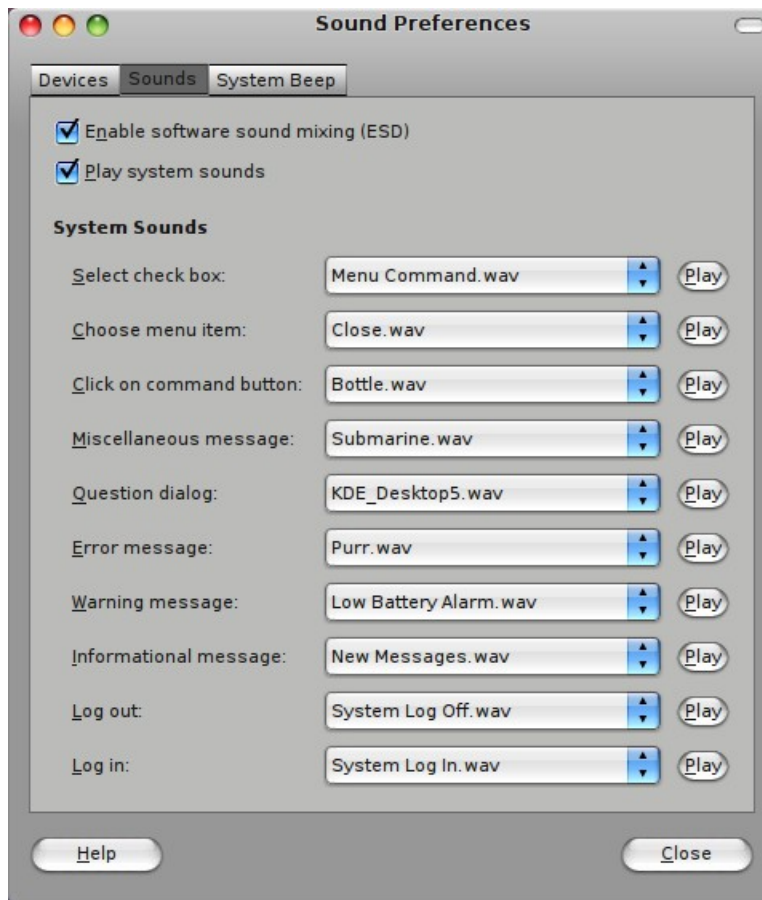 Sound Preferences
Devices Sounds System Beep
Enable software sound mixing (ESD)
Play system sounds
System Sounds
Select check box: Menu Command.wav Play
Choose menu item: Close.wav Play
Click on command button: Bottle.wav Play
Miscellaneous message: Submarine.wav Play
Question dialog: KDE_Desktop5.wav Play
Error message: Purr.wav Play
Warning message: Low Battery Alarm.wav Play
Informational message: New Messages.wav Play
Log out: System Log Off.wav Play
Log in: System Log In.wav Play
Help Close